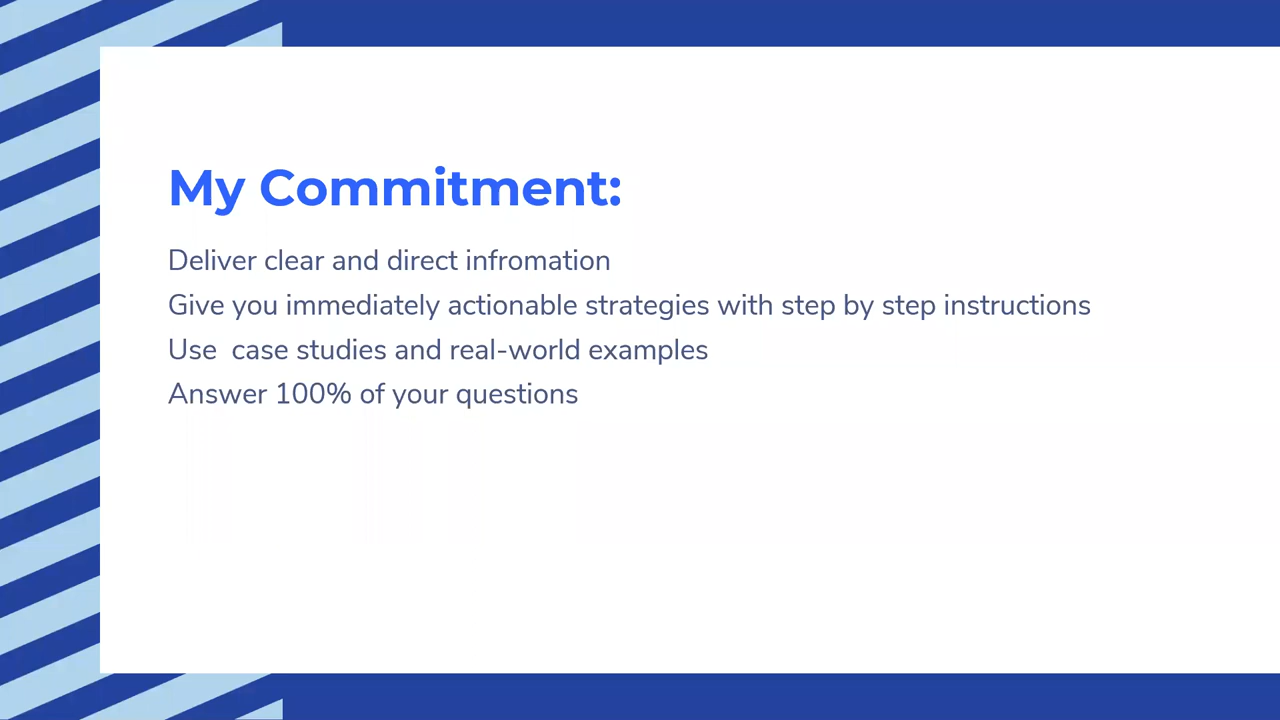 My Commitment:
Deliver clear and direct infromation
Give you immediately actionable strategies with step by step instructions
Use  case studies and real-world examples
Answer 100% of your questions